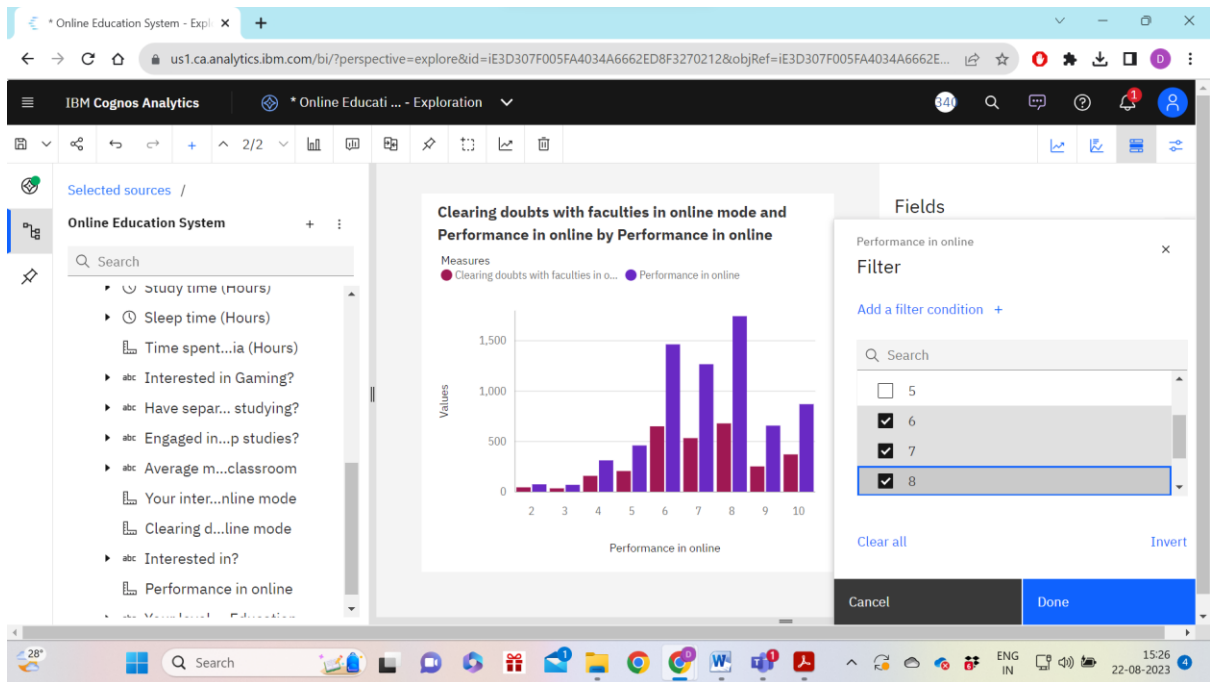 * Online Education System - Expl
us1.ca.analytics.ibm.com/bi/?perspective=explore&id=iE3D307F005FA4034A6662ED8F3270212&objRef=iE3D307F005FA4034A6662E...
D
IBM Cognos Analytics
* Online Educati ... - Exploration
340
1
2/2
Selected sources /
Online Education System
Search
Study time (Hours)
Sleep time (Hours)
Time spent...ia (Hours)
abc Interested in Gaming?
abc Have separ... studying?
abc Engaged in...p studies?
abc Average m...classroom
Your inter...nline mode
Clearing d...line mode
abc Interested in?
Performance in online
Clearing doubts with faculties in online mode and
Performance in online by Performance in online
Measures
Clearing doubts with faculties in o... Performance in online
1,500
1,000
500
0
Values
2 3 4 5 6 7 8 9 10
Performance in online
Fields
Performance in online
Filter
Add a filter condition +
Search
5
6
7
8
Clear all Invert
Cancel Done
28°
Search
ENG
IN
15:26
22-08-2023
4